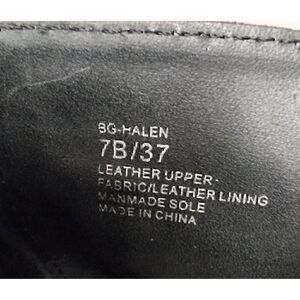 BG-HALEN
7B/37
LEATHER UPPER-
FABRIC/LEATHER LINING
MANMADE SOLE
MADE IN CHINA